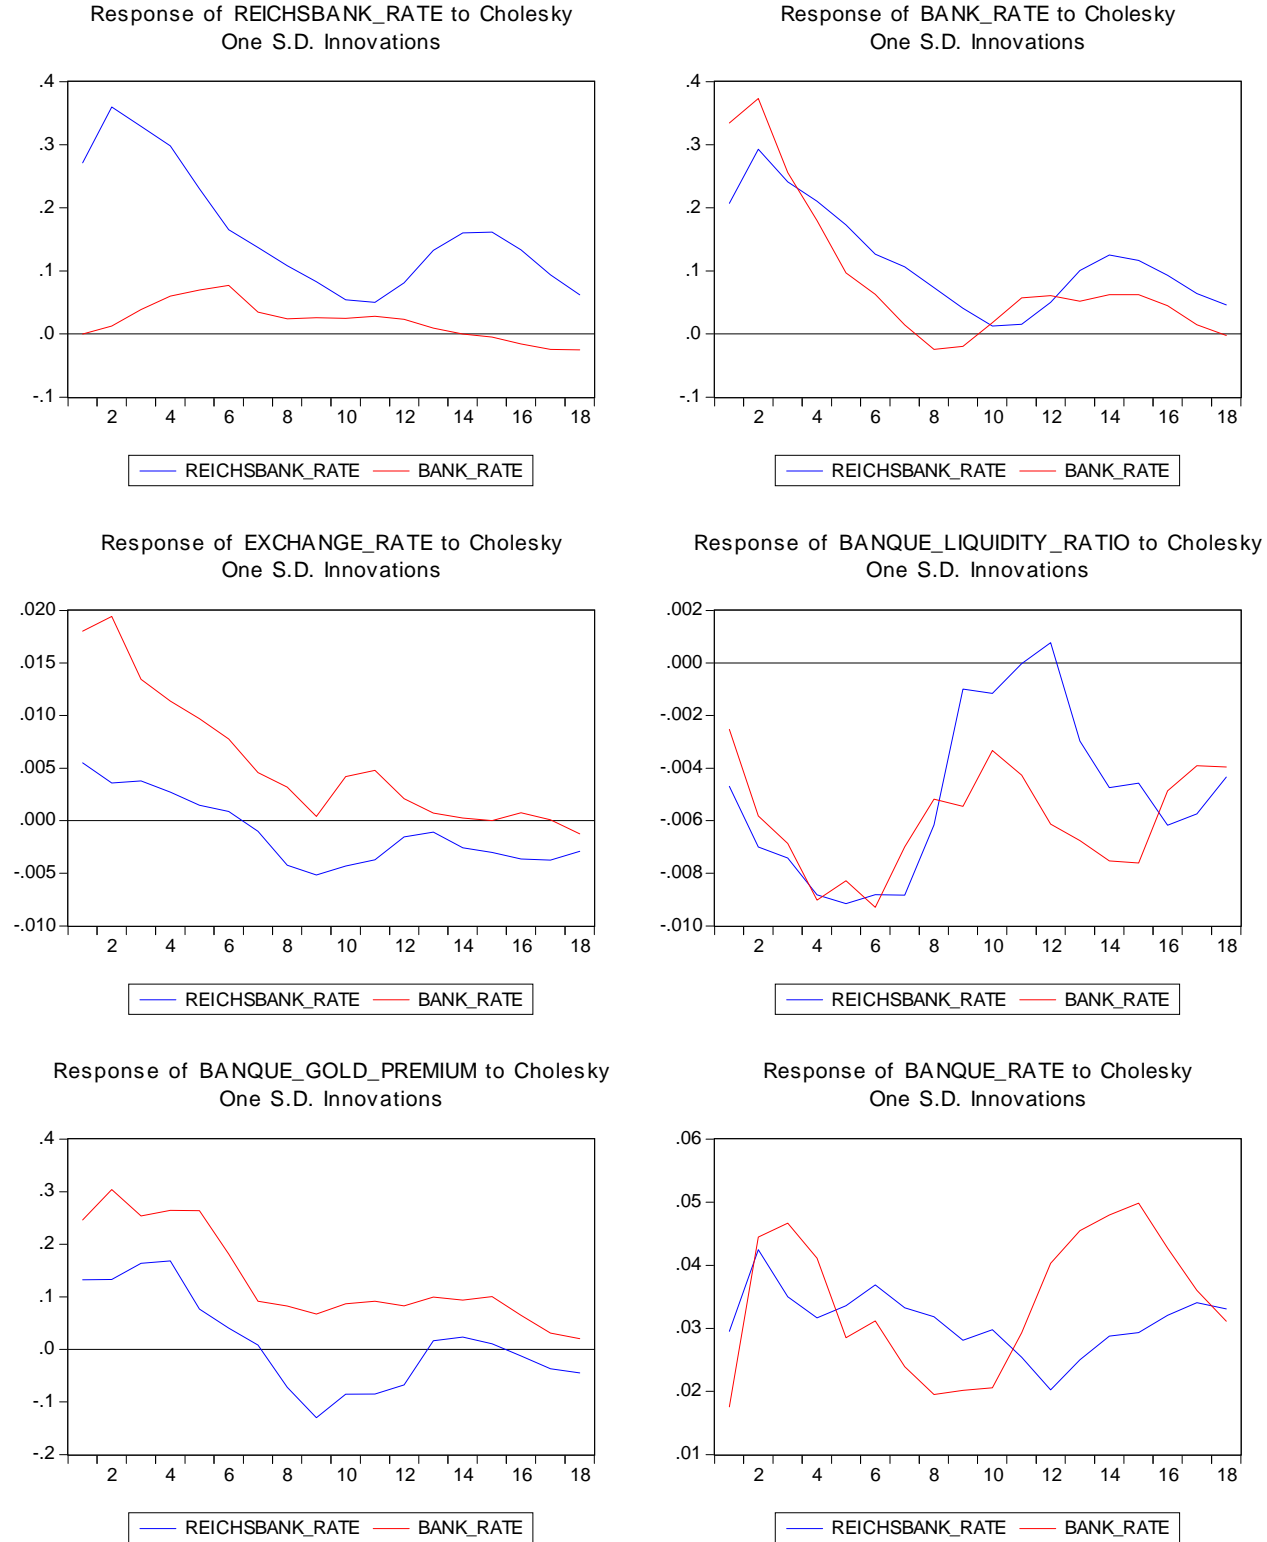 Response of REICHSBANK_RATE to Cholesky
One S.D. Innovations
.4
.3
.2
.1
.0
-.1
2 4 6 8 10 12 14 16 18
REICHSBANK_RATE BANK_RATE
Response of BANK_RATE to Cholesky
One S.D. Innovations
.4
.3
.2
.1
.0
-.1
2 4 6 8 10 12 14 16 18
REICHSBANK_RATE BANK_RATE
Response of EXCHANGE_RATE to Cholesky
One S.D. Innovations
.020
.015
.010
.005
.000
-.005
-.010
2 4 6 8 10 12 14 16 18
REICHSBANK_RATE BANK_RATE
Response of BANQUE_LIQUIDITY_RATIO to Cholesky
One S.D. Innovations
.002
.000
-.002
-.004
-.006
-.008
-.010
2 4 6 8 10 12 14 16 18
REICHSBANK_RATE BANK_RATE
Response of BANQUE_GOLD_PREMIUM to Cholesky
One S.D. Innovations
.4
.3
.2
.1
.0
-.1
-.2
2 4 6 8 10 12 14 16 18
REICHSBANK_RATE BANK_RATE
Response of BANQUE_RATE to Cholesky
One S.D. Innovations
.06
.05
.04
.03
.02
.01
2 4 6 8 10 12 14 16 18
REICHSBANK_RATE BANK_RATE